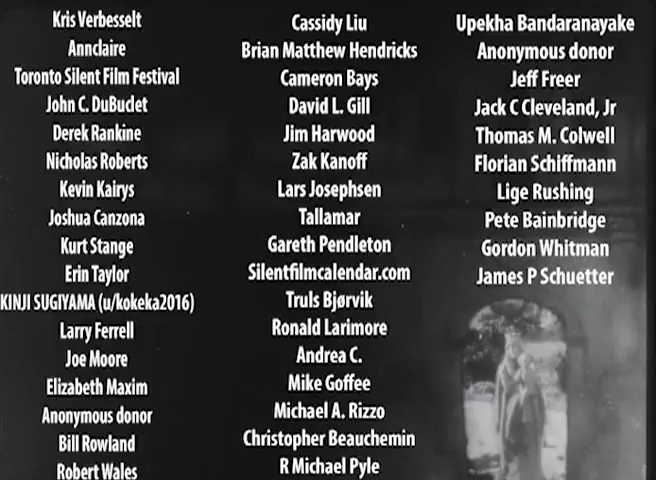 Kris Verbesselt
Annclaire
Toronto Silent Film Festival
John C. DuBuclet
Derek Rankine
Nicholas Roberts
Kevin Kairys
Joshua Canzona
Kurt Stange
Erin Taylor
KINJI SUGIYAMA (u/kokeka2016)
Larry Ferrell
Joe Moore
Elizabeth Maxim
Anonymous donor
Bill Rowland
Robert Wales
Cassidy Liu
Brian Matthew Hendricks
Cameron Bays
David L. Gill
Jim Harwood
Zak Kanoff
Lars Josephsen
Tallamar
Gareth Pendleton
Silentfilmcalendar.com
Truls Bjørvik
Ronald Larimore
Andrea C.
Mike Goffee
Michael A. Rizzo
Christopher Beauchemin
R Michael Pyle
Upekha Bandaranayake
Anonymous donor
Jeff Freer
Jack C Cleveland, Jr
Thomas M. Colwell
Florian Schiffmann
Lige Rushing
Pete Bainbridge
Gordon Whitman
James P Schuetter